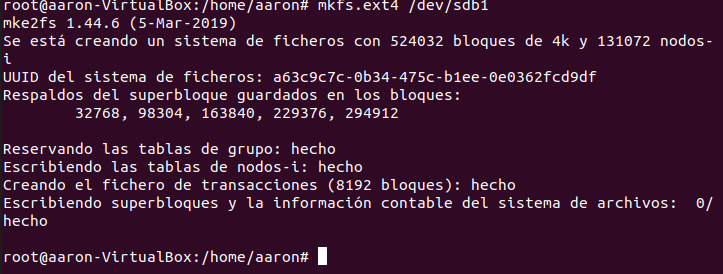 root@aaron-VirtualBox:/home/aaron# mkfs.ext4 /dev/sdb1
mke2fs 1.44.6 (5-Mar-2019)
Se está creando un sistema de ficheros con 524032 bloques de 4k y 131072 nodos-
i
UUID del sistema de ficheros: a63c9c7c-0b34-475c-b1ee-0e0362fcd9df
Respaldos del superbloque guardados en los bloques:
32768, 98304, 163840, 229376, 294912
Reservando las tablas de grupo: hecho
Escribiendo las tablas de nodos-i: hecho
Creando el fichero de transacciones (8192 bloques): hecho
Escribiendo superbloques y la información contable del sistema de archivos:  0/
hecho
root@aaron-VirtualBox:/home/aaron#